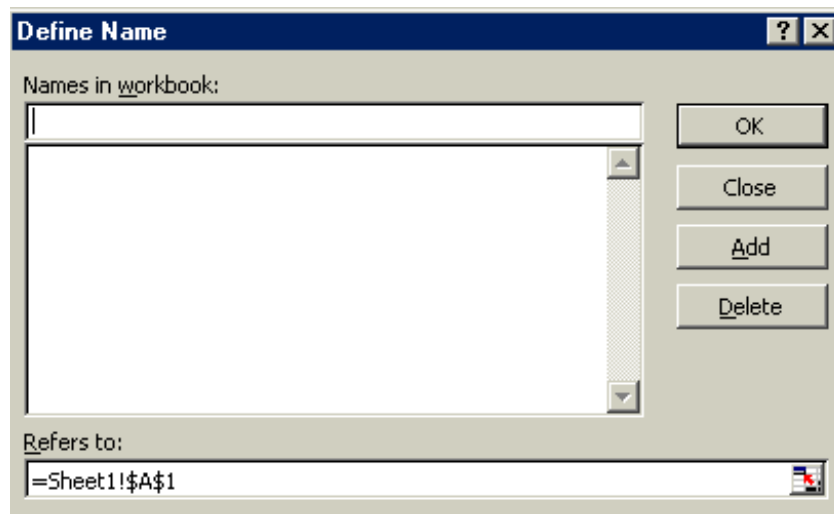 Define Name
Names in workbook:
OK
Close
Add
Delete
Refers to:
=Sheet1!$A$1